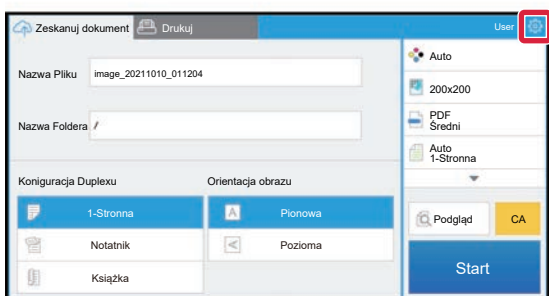 Zeskanuj dokument
Drukuj
User
Nazwa Pliku
image_20211010_011204
Nazwa Foldera
/
Koniguracja Duplexu
Orientacja obrazu
1-Stronna
A
Pionowa
Notatnik
A
Pozioma
Książka
Auto
200x200
PDF
Średni
Auto
1-Stronna
Podgląd
CA
Start